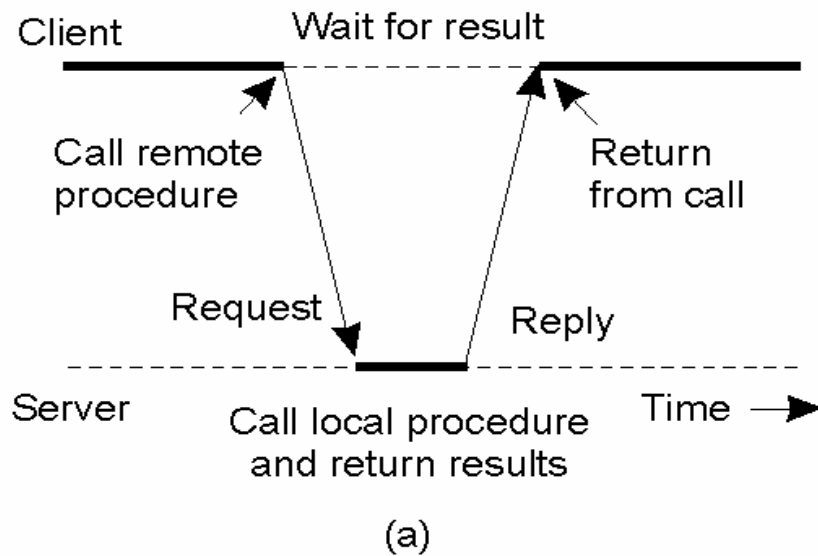 Client
Wait for result
Call remote
procedure
Return
from call
Request
Reply
Server
Call local procedure
and return results
Time
(a)